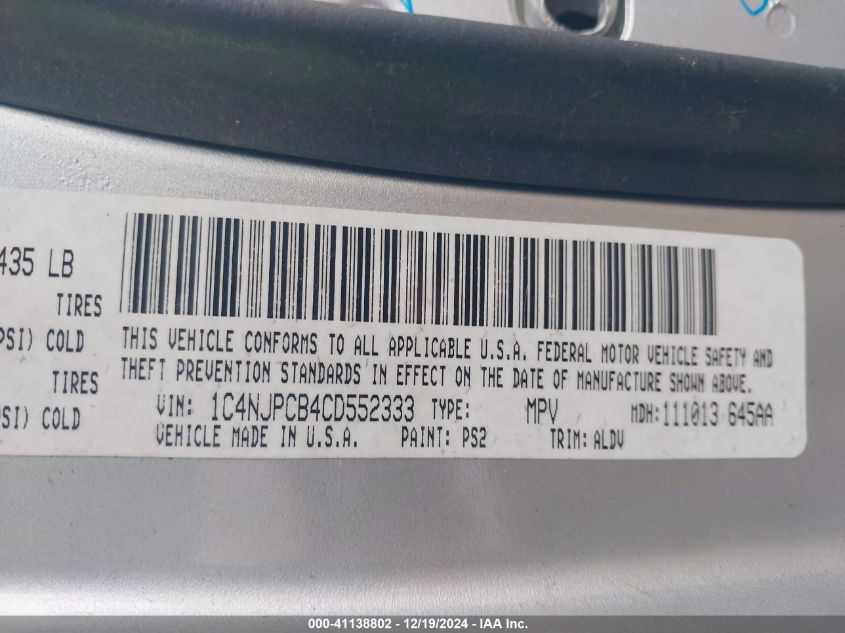 435 LB
TIRES
PSI) COLD
TIRES
SI) COLD
THIS VEHICLE CONFORMS TO ALL APPLICABLE U.S.A. FEDERAL MOTOR VEHICLE SAFETY AND
THEFT PREVENTION STANDARDS IN EFFECT ON THE DATE OF MANUFACTURE SHOWN ABOVE.
VIN: 1C4NJPCB4CD552333 TYPE: MPV MDH:111013 645AA
VEHICLE MADE IN U.S.A. PAINT: PS2 TRIM: ALDV
000-41138802 - 12/19/2024 - IAA Inc.